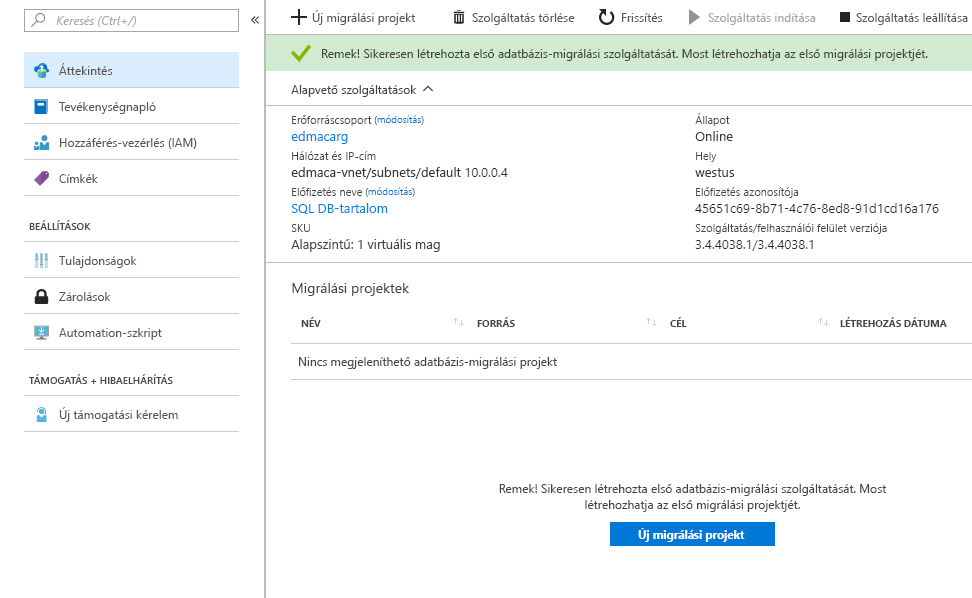 Keresés (Ctrl+/)
«
Áttekintés
Tevékenységnapló
Hozzáférés-vezérlés (IAM)
Címkék
BEÁLLÍTÁSOK
Tulajdonságok
Zárolások
Automation-szkript
TÁMOGATÁS + HIBAELHÁRÍTÁS
Új támogatási kérelem
Új migrálási projekt
Szolgáltatás törlése
Frissítés
Szolgáltatás indítása
Szolgáltatás leállítása
Remek! Sikeresen létrehozta első adatbázis-migrálási szolgáltatását. Most létrehozhatja az első migrálási projektjét.
Alapvető szolgáltatások
Erőforráscsoport (módosítás)
edmacarg
Hálózat és IP-cím
edmaca-vnet/subnets/default 10.0.0.4
Előfizetés neve (módosítás)
SQL DB-tartalom
SKU
Alapszintű: 1 virtuális mag
Állapot
Online
Hely
westus
Előfizetés azonosítója
45651c69-8b71-4c76-8ed8-91d1cd16a176
Szolgáltatás/felhasználói felület verziója
3.4.4038.1/3.4.4038.1
Migrálási projektek
NÉV ↑↓ FORRÁS ↑↓ CÉL ↑↓ LÉTREHOZÁS DÁTUMA
Nincs megjeleníthető adatbázis-migrálási projekt
Remek! Sikeresen létrehozta első adatbázis-migrálási szolgáltatását. Most
létrehozhatja az első migrálási projektjét.
Új migrálási projekt